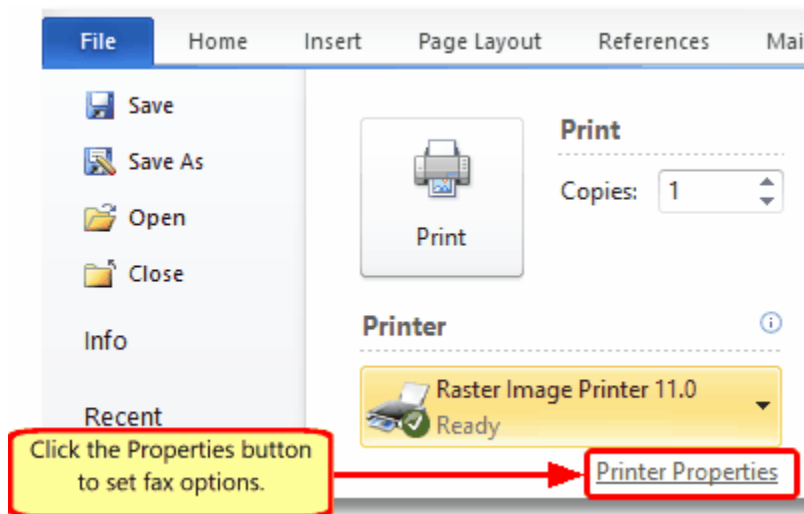 File Home Insert Page Layout References Mai
Save
Save As
Open
Close
Info
Recent
Print
Print
Copies: 1
Printer
Raster Image Printer 11.0
Ready
Printer Properties
Click the Properties button
to set fax options.